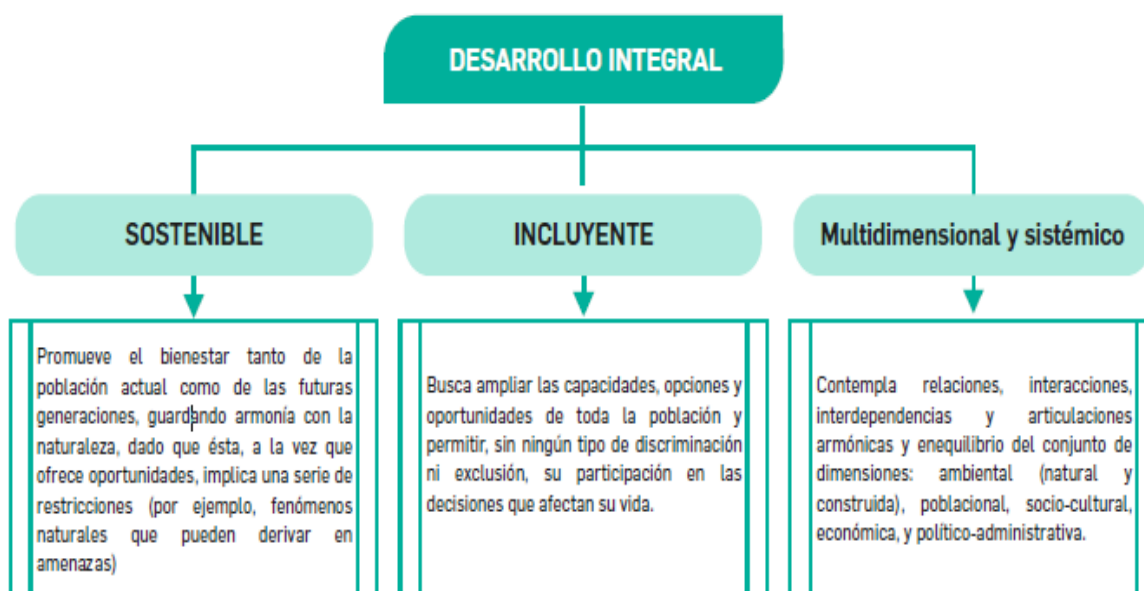 DESARROLLO INTEGRAL
SOSTENIBLE
Promueve el bienestar tanto de la
población actual como de las futuras
generaciones, guardando armonía con la
naturaleza, dado que ésta, a la vez que
ofrece oportunidades, implica una serie de
restricciones (por ejemplo, fenómenos
naturales que pueden derivar en
amenazas)
INCLUYENTE
Busca ampliar las capacidades, opciones y
oportunidades de toda la población y
permitir, sin ningún tipo de discriminación
ni exclusión, su participación en las
decisiones que afectan su vida.
Multidimensional y sistémico
Contempla relaciones, interacciones,
interdependencias y articulaciones
armónicas y enequilibrio del conjunto de
dimensiones: ambiental (natural y
construida), poblacional, socio-cultural,
económica, y político-administrativa.